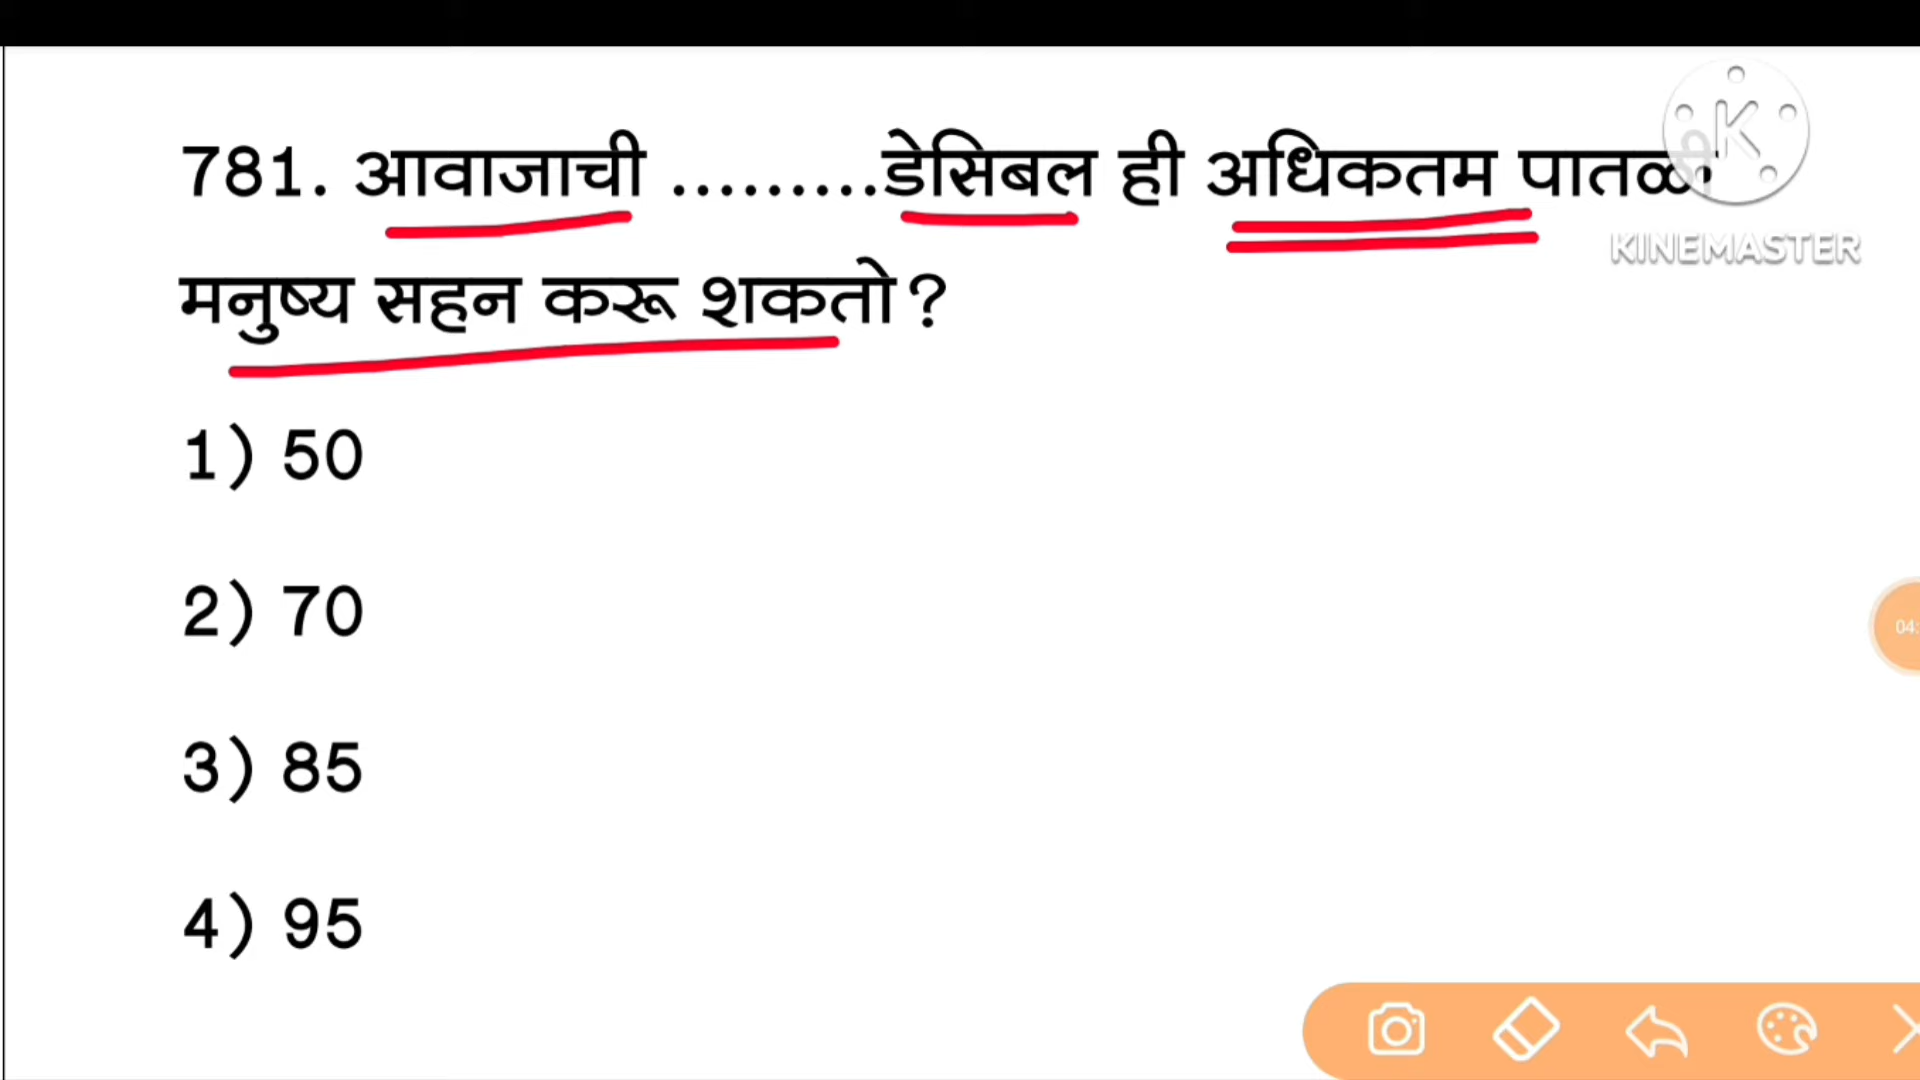 781. आवाजाची .........डेसिबल ही अधिकतम पातळी
मनुष्य सहन करू शकतो?
1) 50
2) 70
3) 85
4) 95
K
KINEMASTER
04: